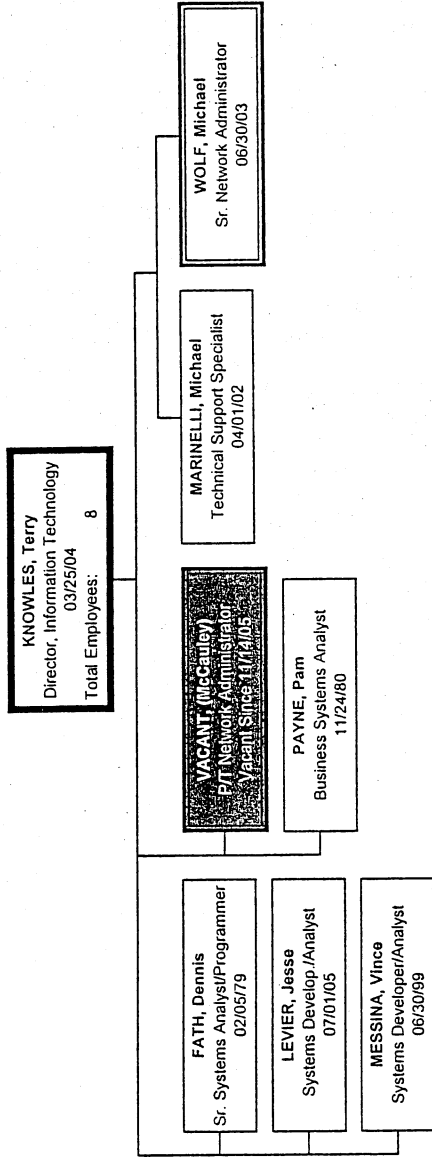 KNOWLES, Terry
Director, Information Technology
03/25/04
Total Employees: 8
FATH, Dennis
Sr. Systems Analyst/Programmer
02/05/79
LEVIER, Jesse
Systems Develop./Analyst
07/01/05
MESSINA, Vince
Systems Developer/Analyst
06/30/99
VACANT, (McCauley)
P/T Network Administrator
Vacant Since 11/14/05
PAYNE, Pam
Business Systems Analyst
11/24/80
MARINELLI, Michael
Technical Support Specialist
04/01/02
WOLF, Michael
Sr. Network Administrator
06/30/03